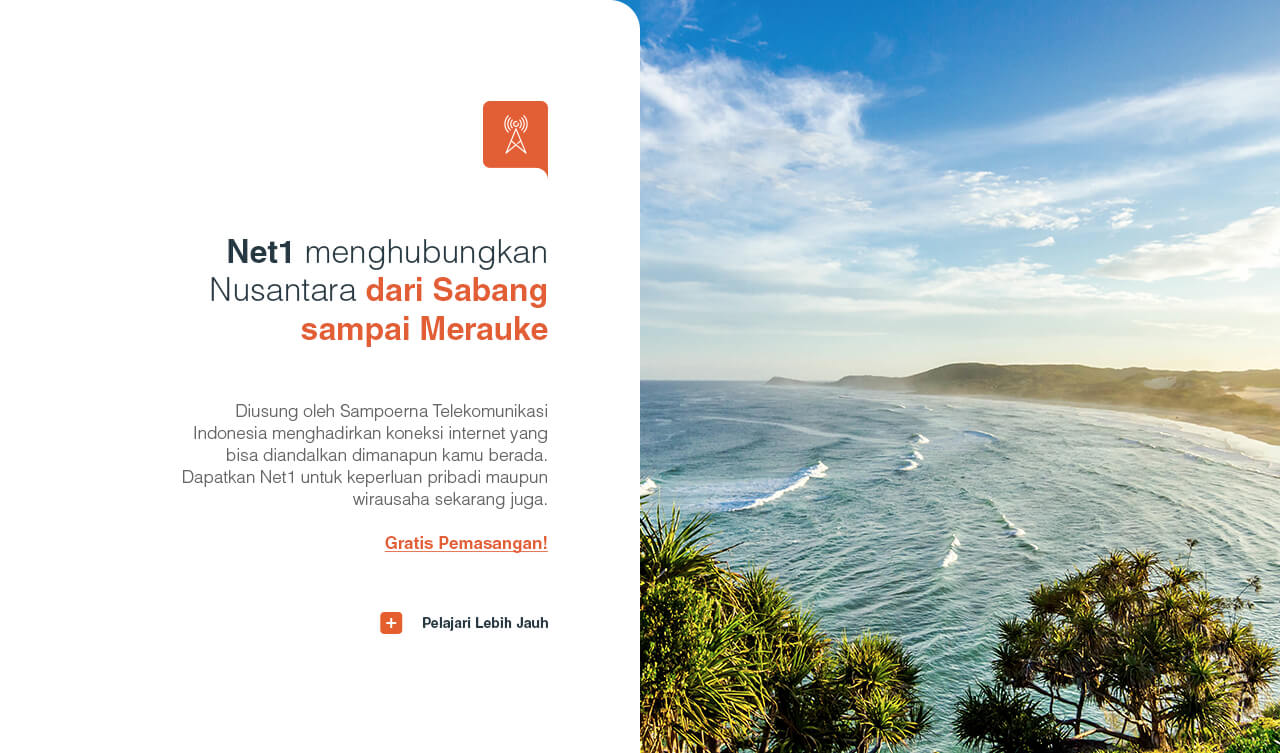 Net1 menghubungkan
Nusantara dari Sabang
sampai Merauke
Diusung oleh Sampoerna Telekomunikasi
Indonesia menghadirkan koneksi internet yang
bisa diandalkan dimanapun kamu berada.
Dapatkan Net1 untuk keperluan pribadi maupun
wirausaha sekarang juga.
Gratis Pemasangan!
Pelajari Lebih Jauh